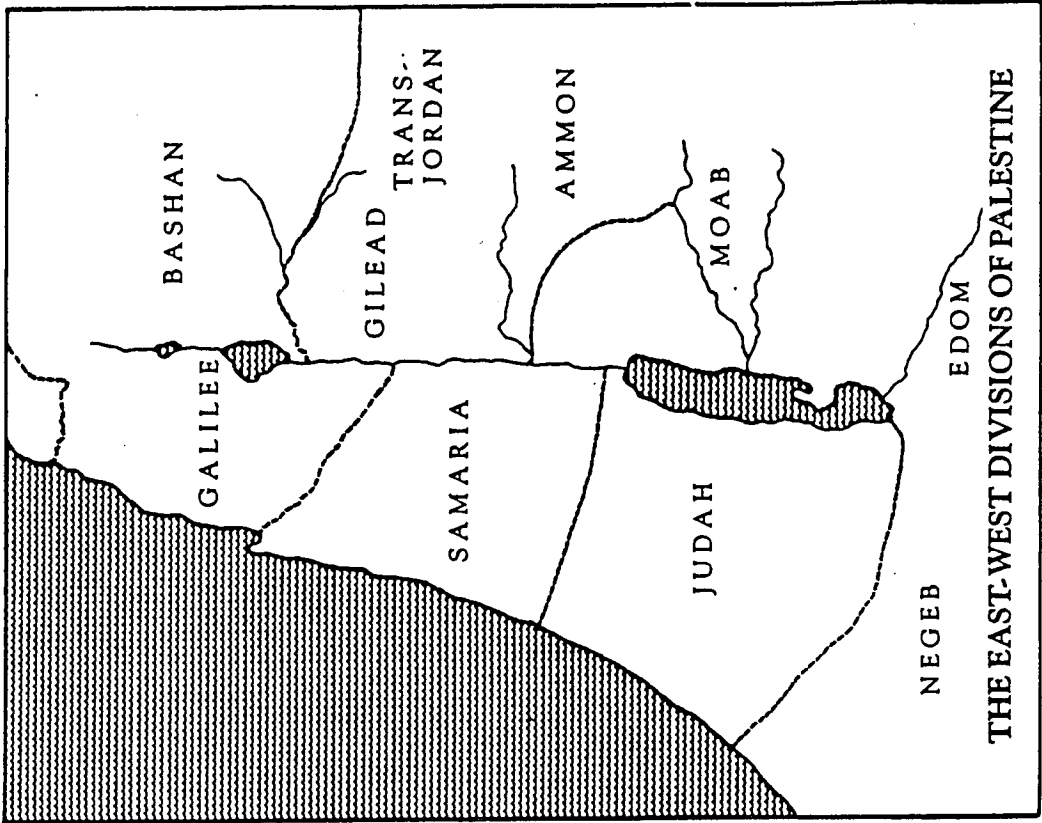 BASHAN
GALILEE
TRANS-
JORDAN
GILEAD
SAMARIA
AMMON
MOAB
JUDAH
EDOM
NEGEB
THE EAST-WEST DIVISIONS OF PALESTINE